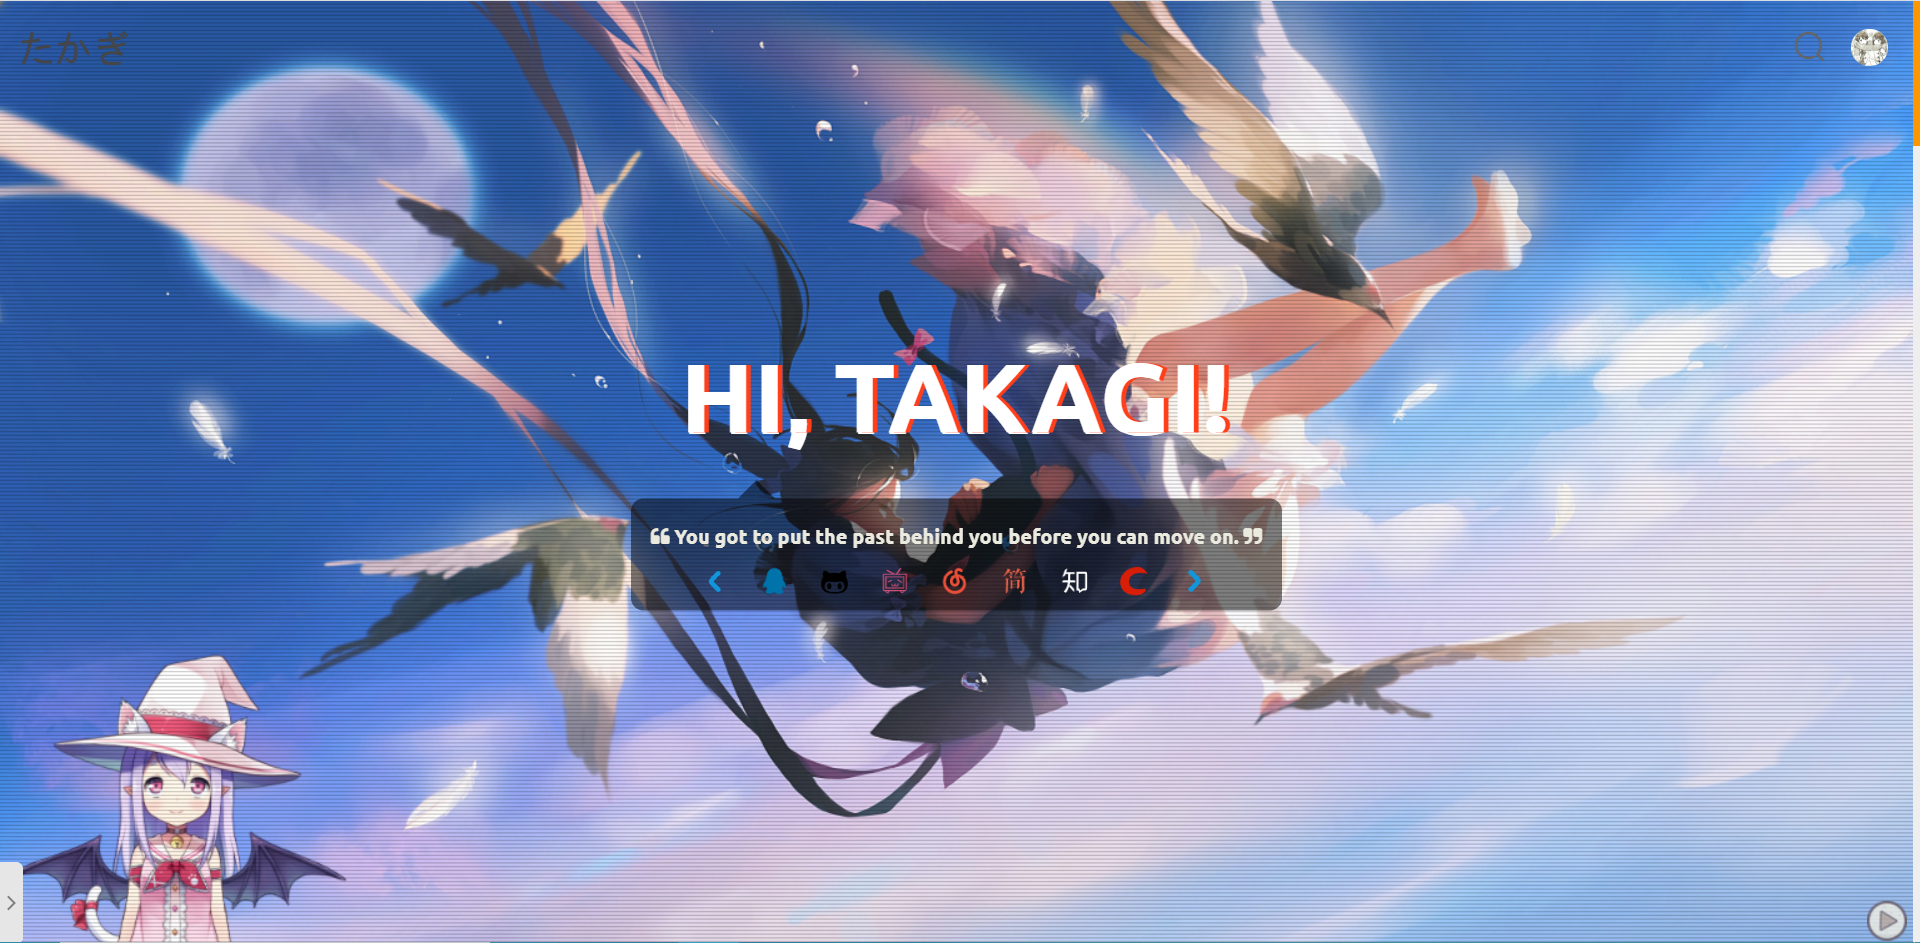 たかぎ
HI, TAKAGI!
❝ You got to put the past behind you before you can move on. ❞
简 知